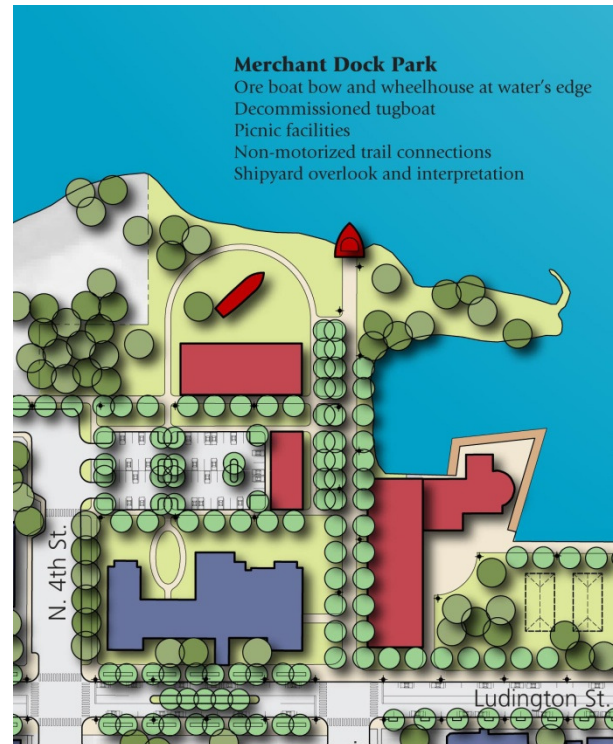 Merchant Dock Park
Ore boat bow and wheelhouse at water's edge
Decommissioned tugboat
Picnic facilities
Non-motorized trail connections
Shipyard overlook and interpretation
N. 4th St.
Ludington St.